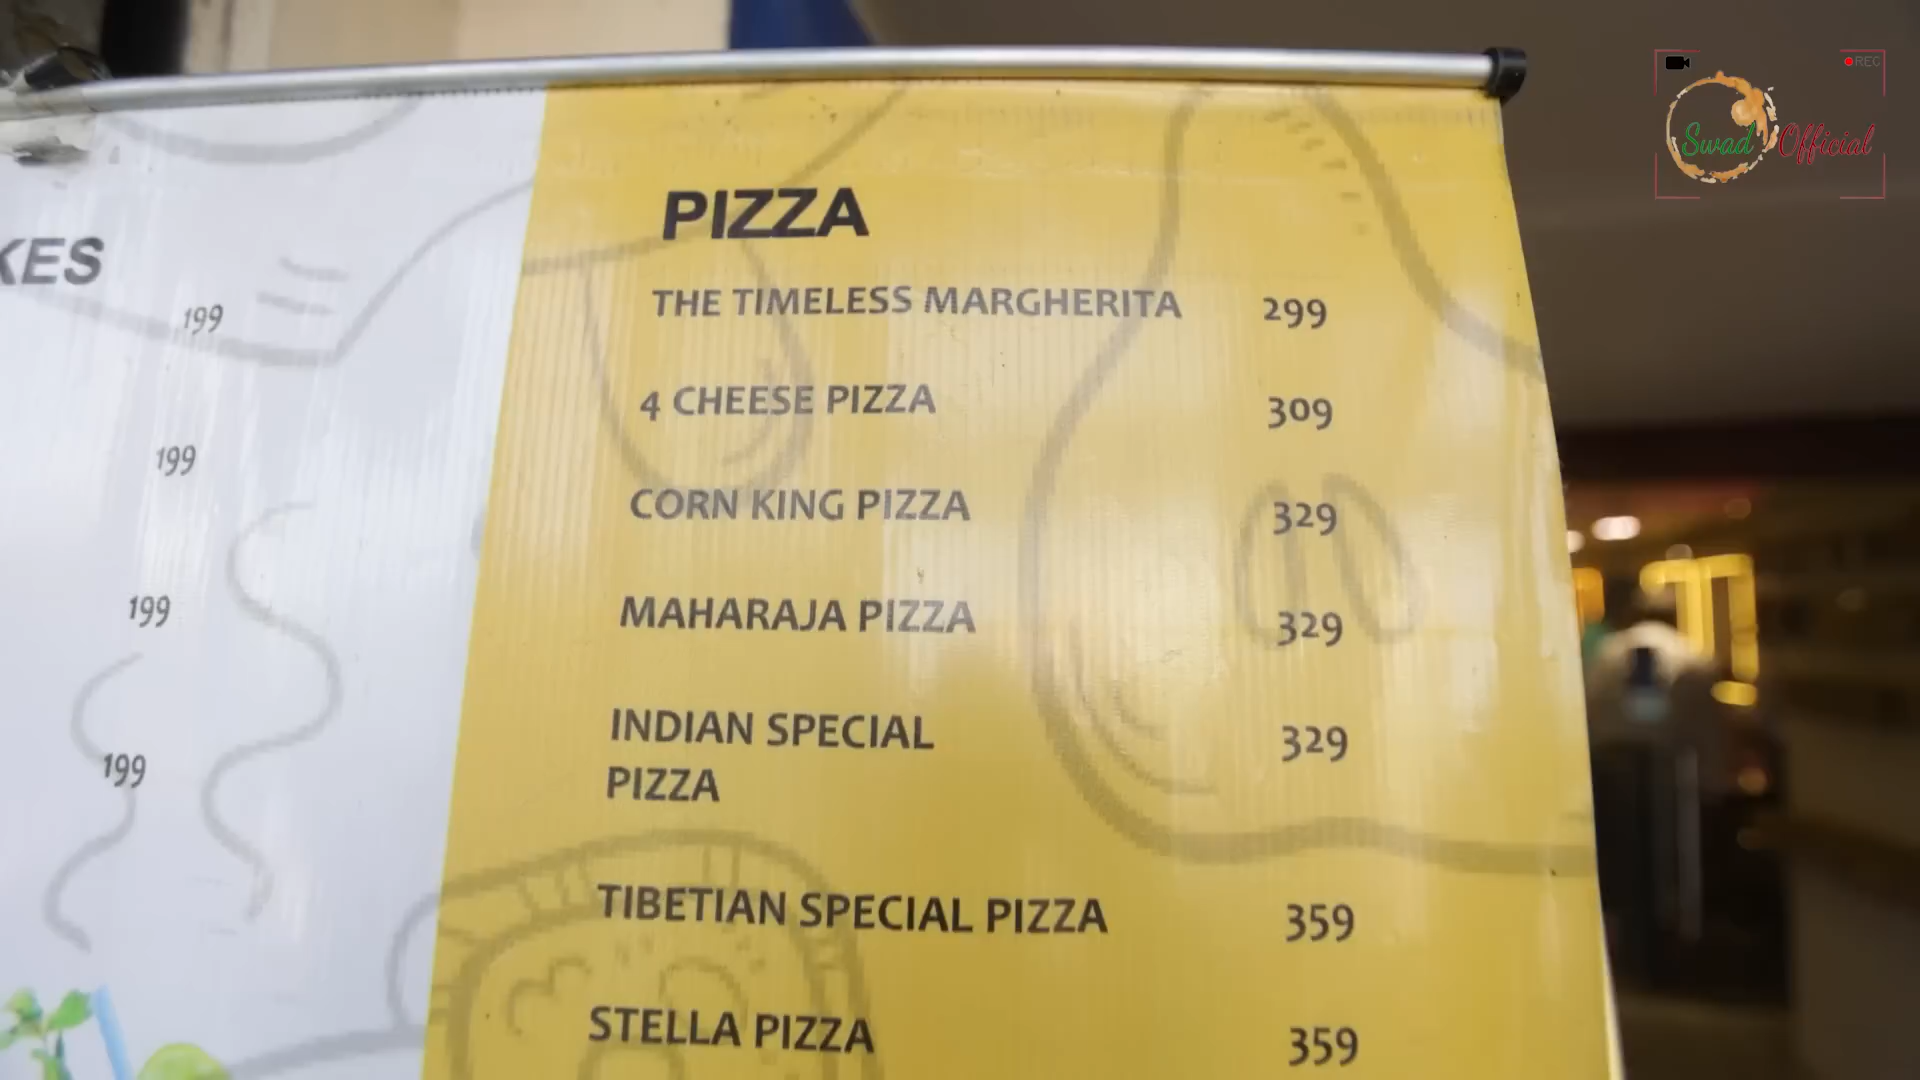 REC
Swad Official
KES
199
199
199
199
PIZZA
THE TIMELESS MARGHERITA 299
4 CHEESE PIZZA 309
CORN KING PIZZA 329
MAHARAJA PIZZA 329
INDIAN SPECIAL 329
PIZZA
TIBETIAN SPECIAL PIZZA 359
STELLA PIZZA 359